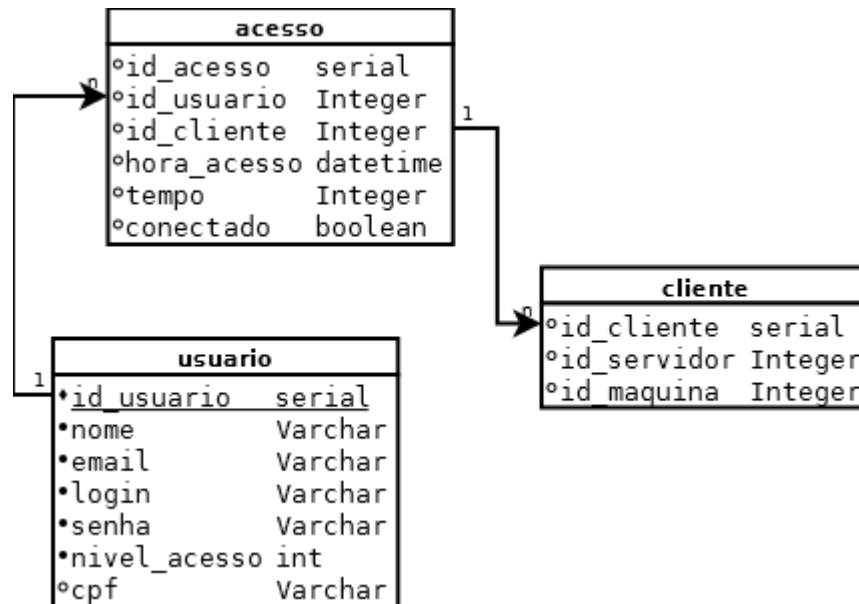 acesso
id_acesso serial
n
id_usuario Integer
id_cliente Integer
1
hora_acesso datetime
tempo Integer
conectado boolean
cliente
n
id_cliente serial
id_servidor Integer
id_maquina Integer
usuario
1
id_usuario serial
nome Varchar
email Varchar
login Varchar
senha Varchar
nivel_acesso int
cpf Varchar